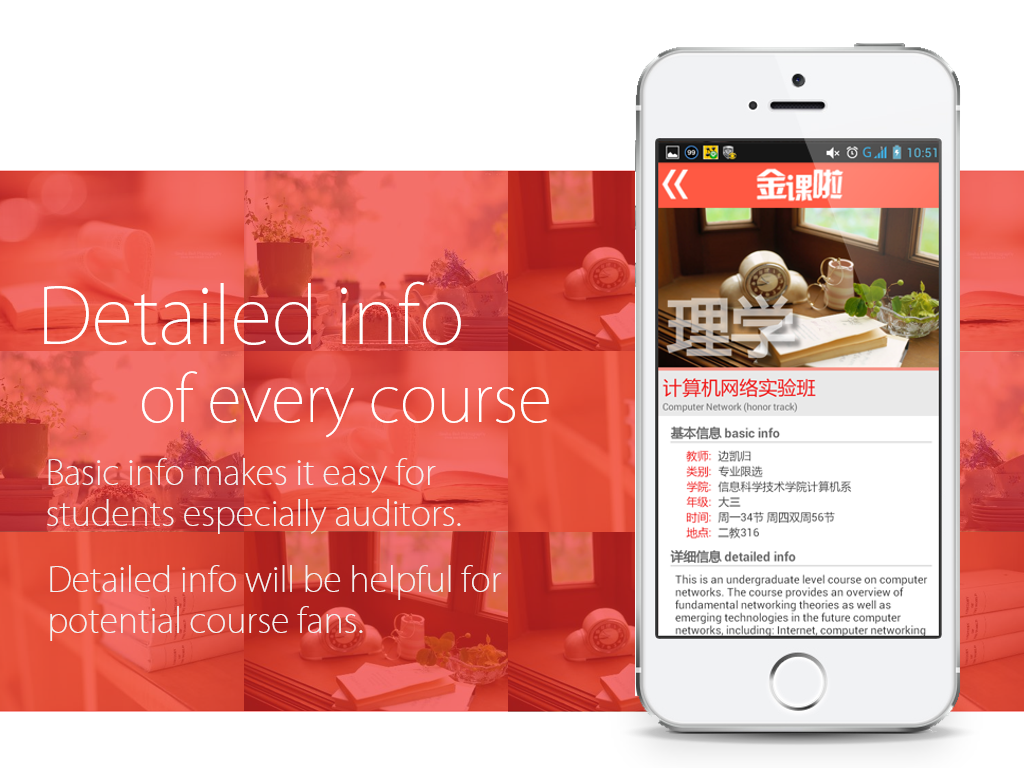 Detailed info
of every course
Basic info makes it easy for
students especially auditors.
Detailed info will be helpful for
potential course fans.
99
G
10:51
金课啦
理学
计算机网络实验班
Computer Network (honor track)
基本信息 basic info
教师: 边凯归
类别: 专业限选
学院: 信息科学技术学院计算机系
年级: 大三
时间: 周一34节 周四双周56节
地点: 二教316
详细信息 detailed info
This is an undergraduate level course on computer
networks. The course provides an overview of
fundamental networking theories as well as
emerging technologies in the future computer
networks, including: Internet, computer networking